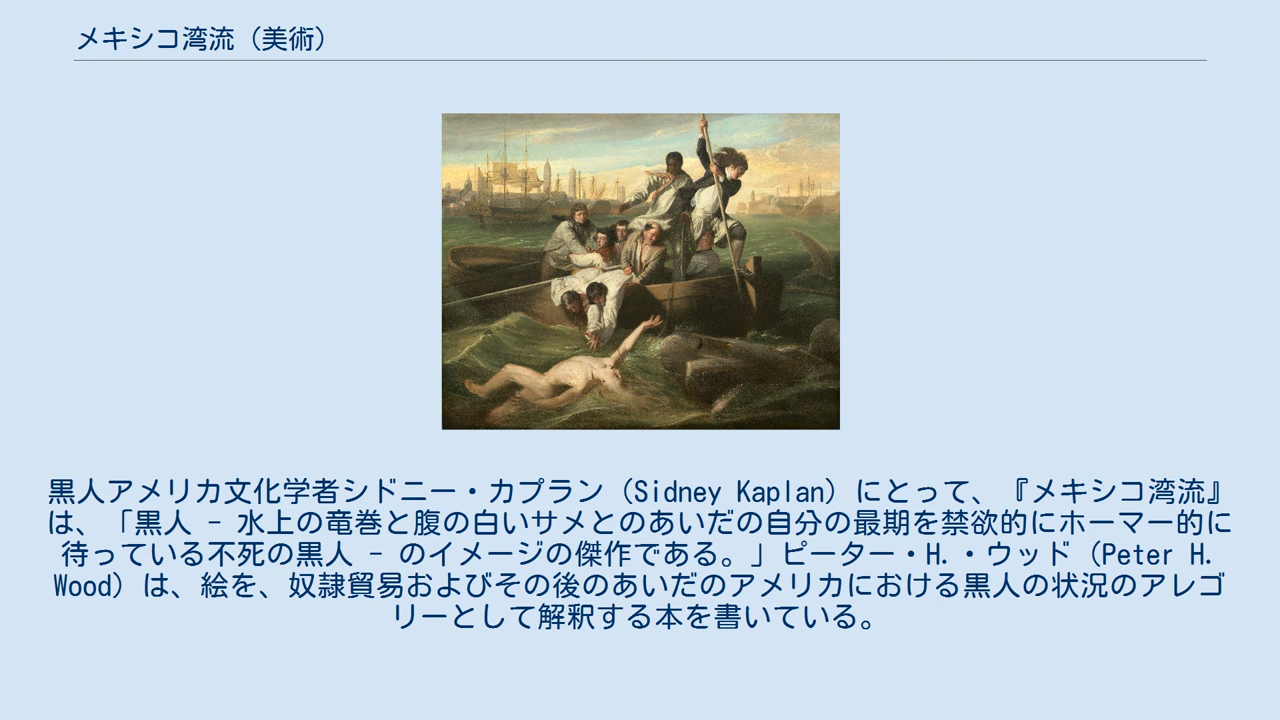 メキシコ湾流（美術）
黒人アメリカ文化学者シドニー・カプラン（Sidney Kaplan）にとって、『メキシコ湾流』
は、「黒人 - 水上の竜巻と腹の白いサメとのあいだの自分の最期を禁欲的にホーマー的に
待っている不死の黒人 - のイメージの傑作である。」ピーター・H．・ウッド（Peter H.
Wood）は、絵を、奴隷貿易およびその後のあいだのアメリカにおける黒人の状況のアレゴ
リーとして解釈する本を書いている。